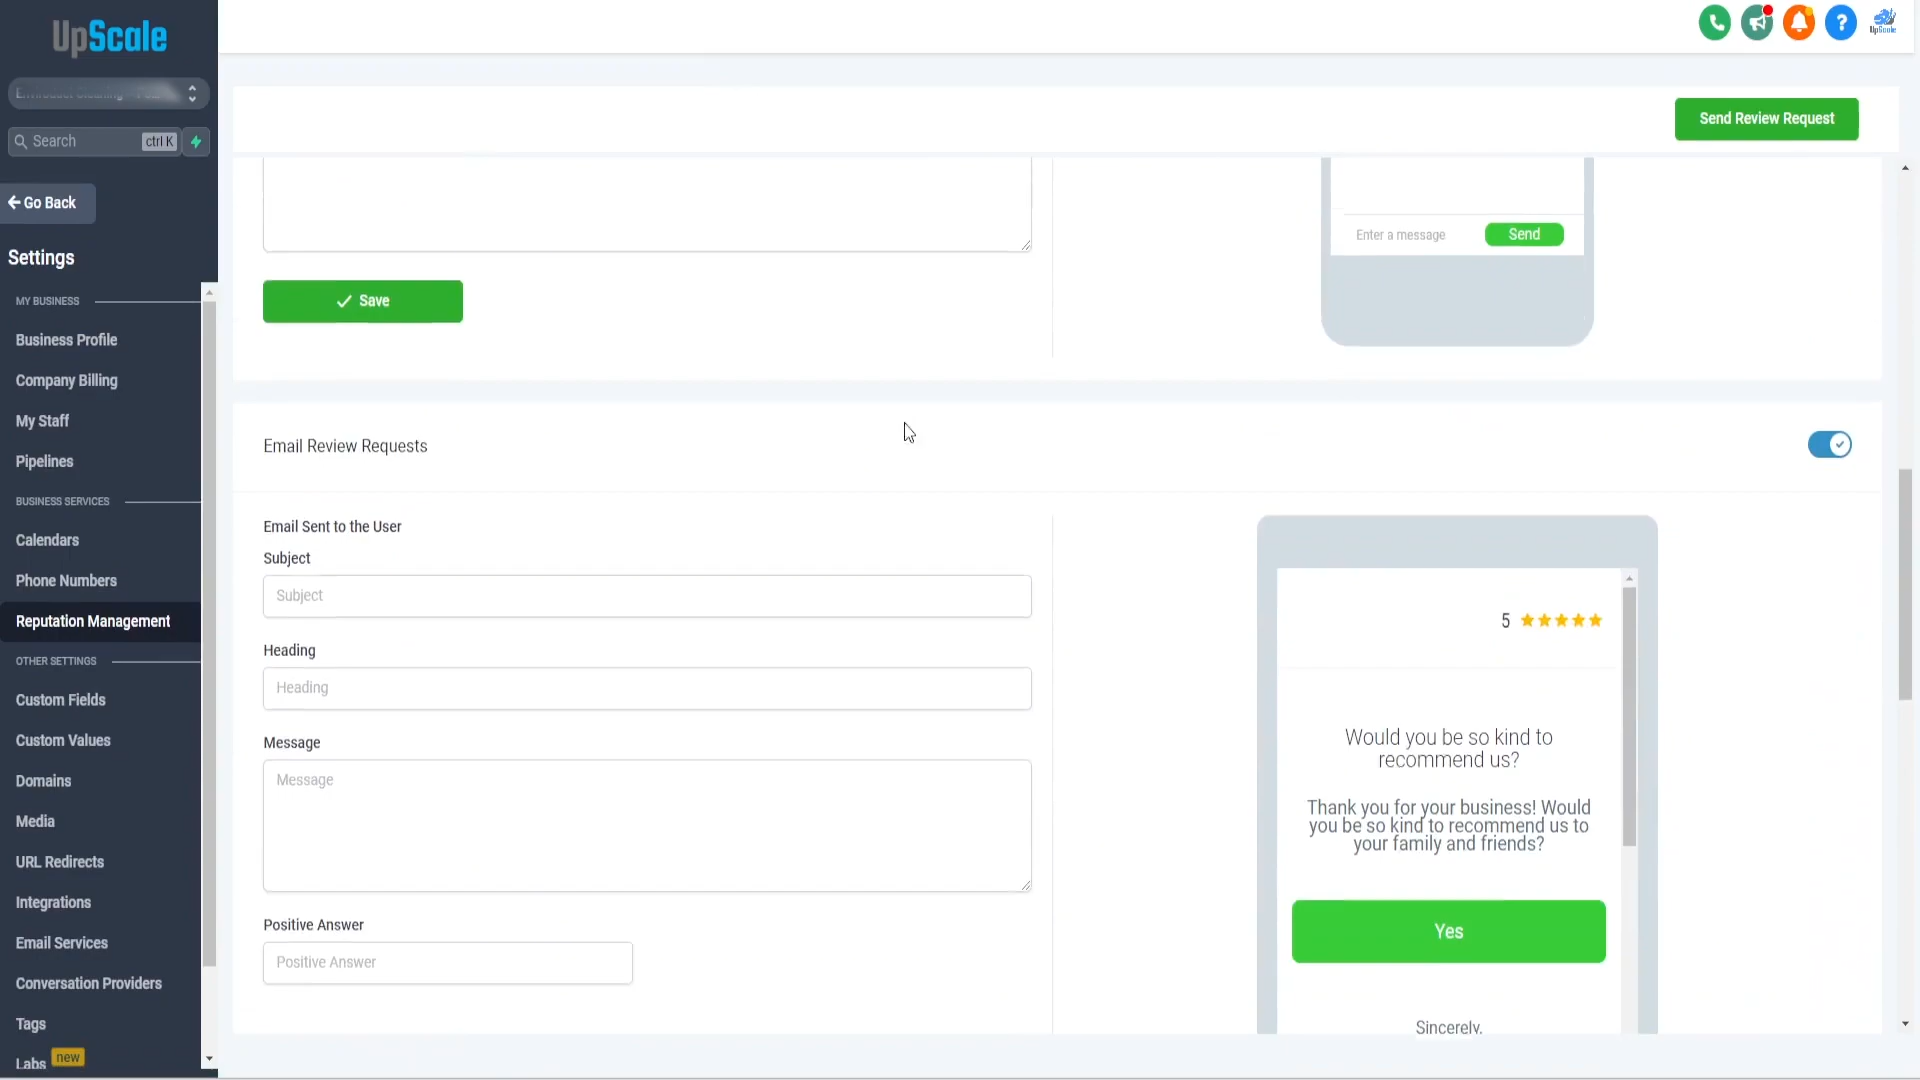 UpScale
Search
ctrl K
Go Back
Settings
MY BUSINESS
Business Profile
Company Billing
My Staff
Pipelines
BUSINESS SERVICES
Calendars
Phone Numbers
Reputation Management
OTHER SETTINGS
Custom Fields
Custom Values
Domains
Media
URL Redirects
Integrations
Email Services
Conversation Providers
Tags
Labs new
UpScale
Send Review Request
Save
Enter a message
Send
Email Review Requests
Email Sent to the User
Subject
Subject
Heading
Heading
Message
Message
Positive Answer
Positive Answer
5
Would you be so kind to
recommend us?
Thank you for your business! Would
you be so kind to recommend us to
your family and friends?
Yes
Sincerely,